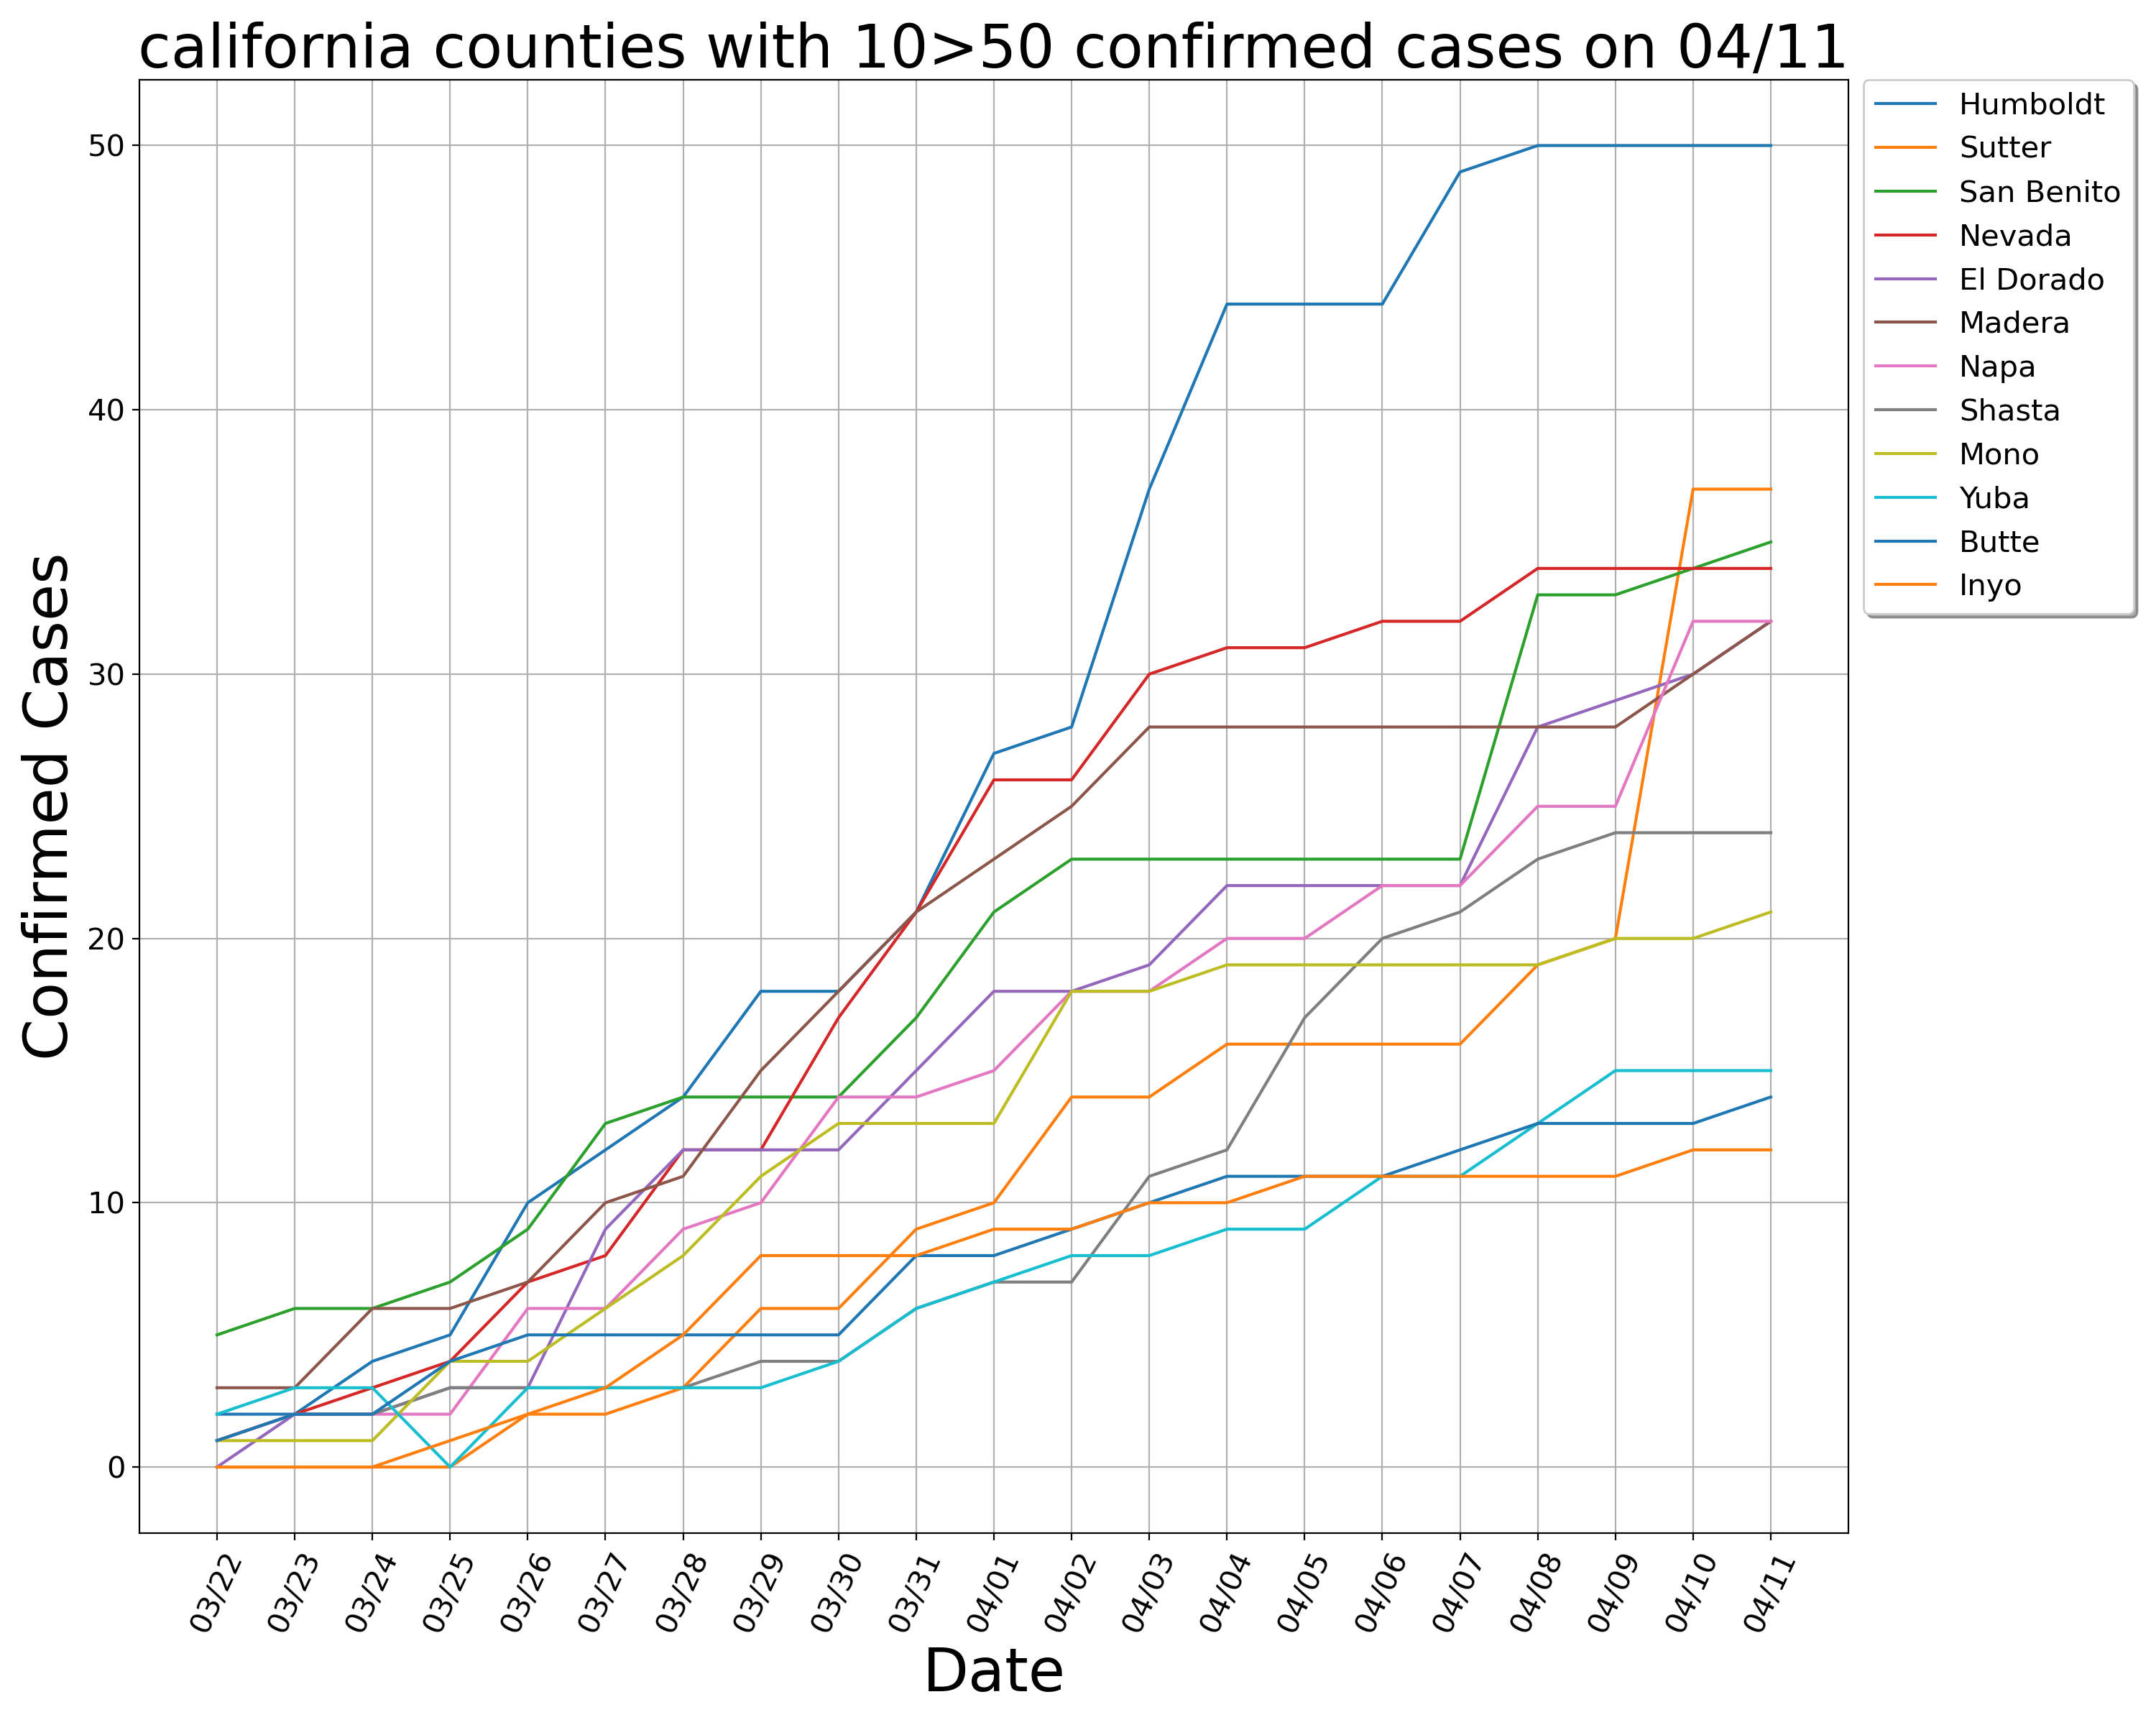 california counties with 10>50 confirmed cases on 04/11
Humboldt
Sutter
San Benito
Nevada
El Dorado
Madera
Napa
Shasta
Mono
Yuba
Butte
Inyo
Confirmed Cases
50
40
30
20
10
0
03/22
03/23
03/24
03/25
03/26
03/27
03/28
03/29
03/30
03/31
04/01
04/02
04/03
04/04
04/05
04/06
04/07
04/08
04/09
04/10
04/11
Date